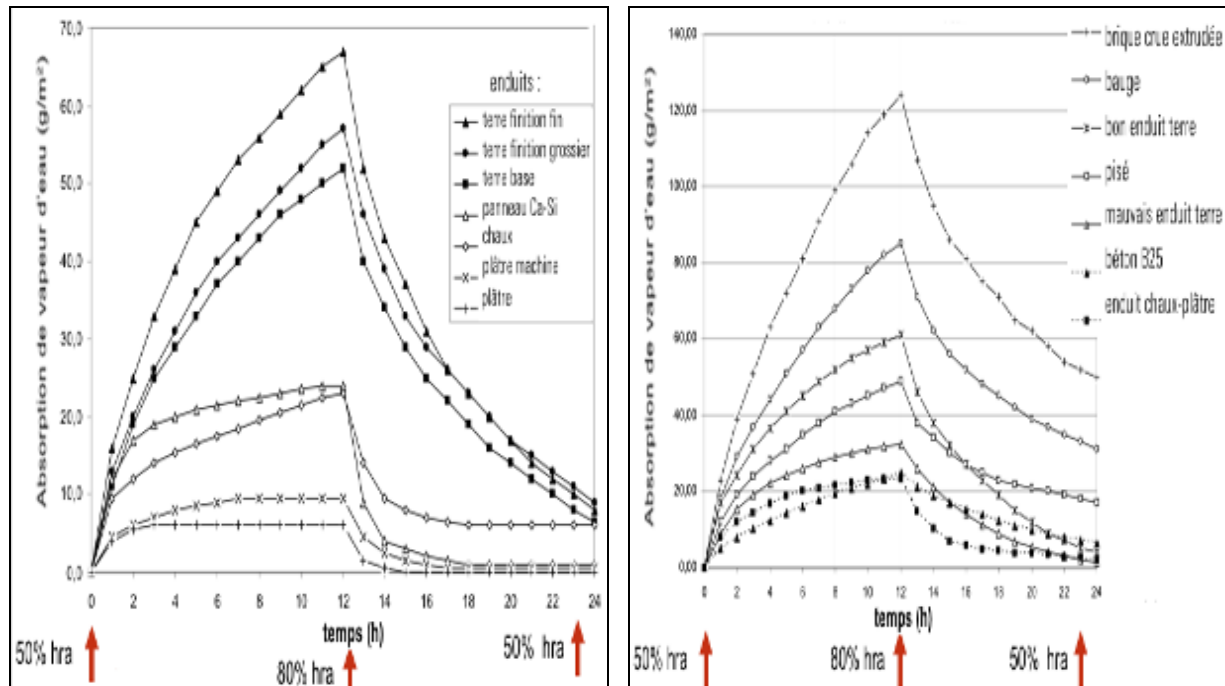 Absorption de vapeur d'eau (g/m²)
70,0
60,0
50,0
40,0
30,0
20,0
10,0
0,0
enduits :
terre finition fin
terre finition grossier
terre base
panneau Ca-Si
chaux
plâtre machine
plâtre
0 2 4 6 8 10 12 14 16 18 20 22 24
temps (h)
50% hra
80% hra
50% hra
Absorption de vapeur d'eau (g/m²)
140,00
120,00
100,00
80,00
60,00
40,00
20,00
0,00
brique crue extrudée
bauge
bon enduit terre
pisé
mauvais enduit terre
béton B25
enduit chaux-plâtre
0 2 4 6 8 10 12 14 16 18 20 22 24
temps (h)
50% hra
80% hra
50% hra